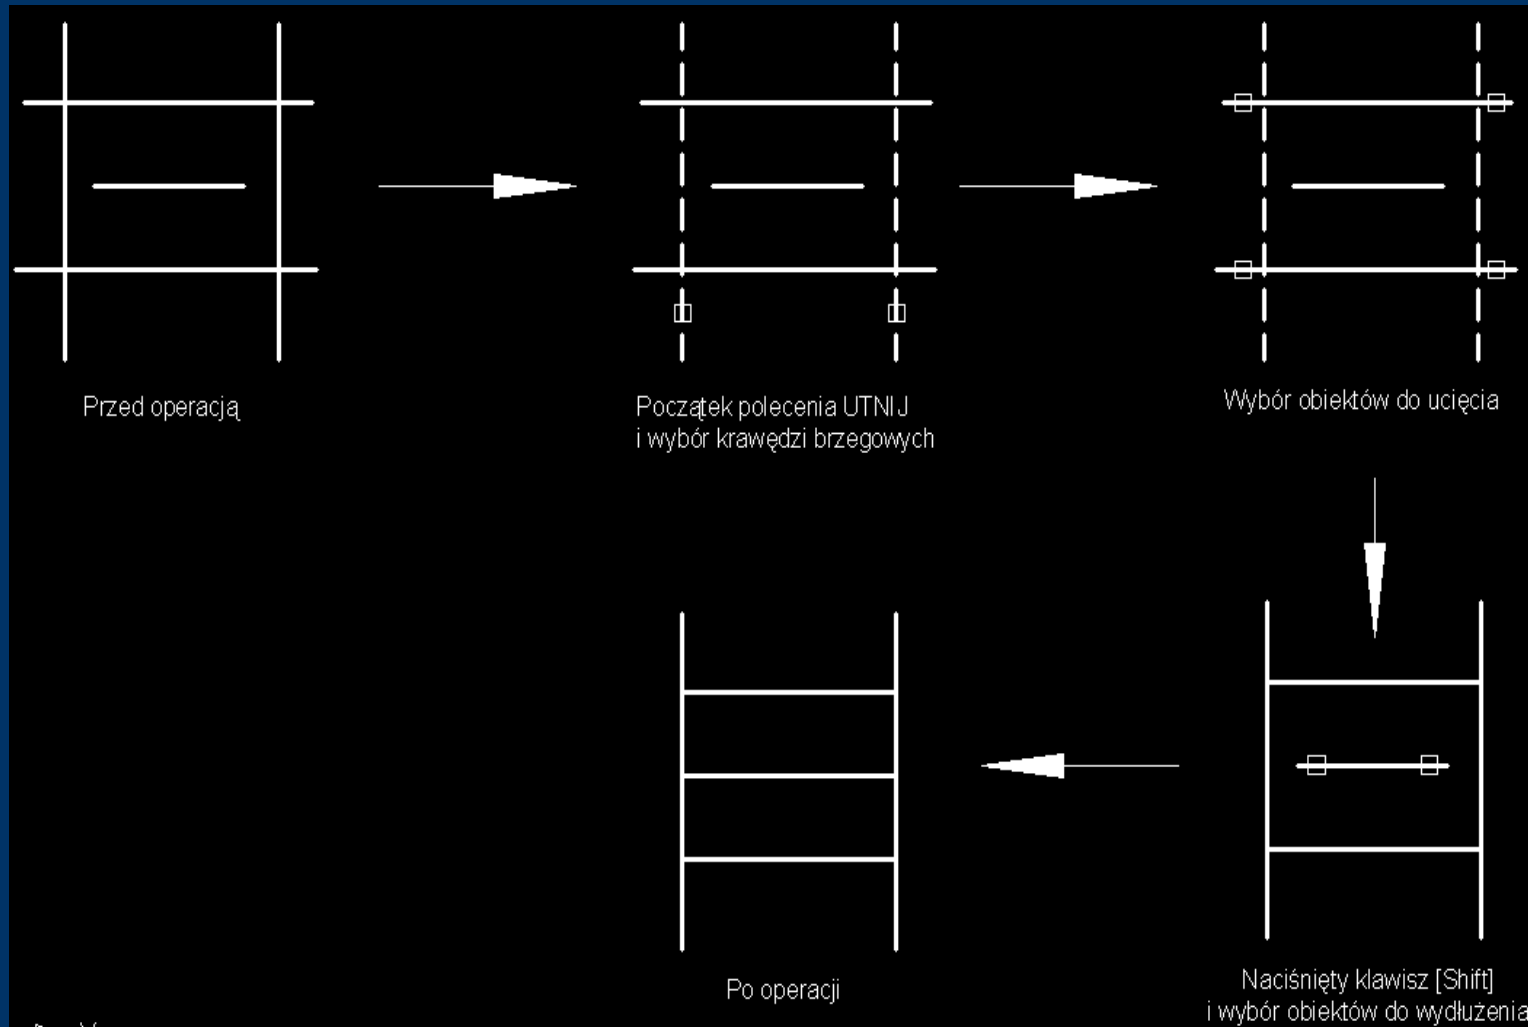 Przed operacją
Początek polecenia UTNIJ
i wybór krawędzi brzegowych
Wybór obiektów do ucięcia
Naciśnięty klawisz [Shift]
i wybór obiektów do wydłużenia
Po operacji